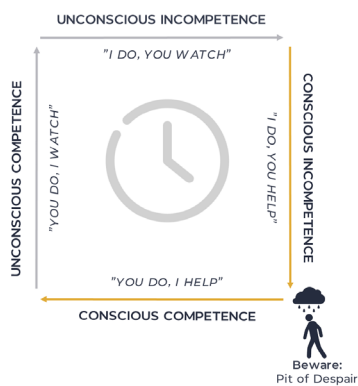 UNCONSCIOUS INCOMPETENCE
"I DO, YOU WATCH"
CONSCIOUS INCOMPETENCE
"I DO, YOU HELP"
"YOU DO, I HELP"
CONSCIOUS COMPETENCE
UNCONSCIOUS COMPETENCE
"YOU DO, I WATCH"
Beware:
Pit of Despair